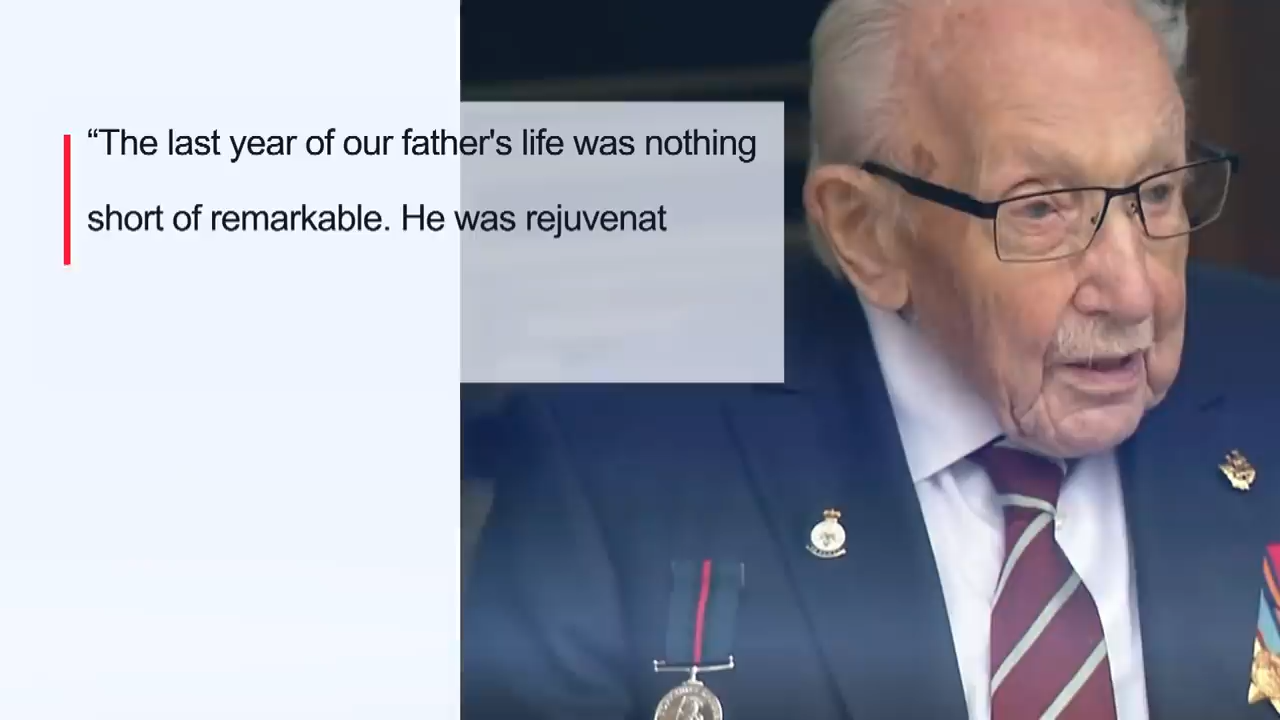 “The last year of our father's life was nothing
short of remarkable. He was rejuvenat